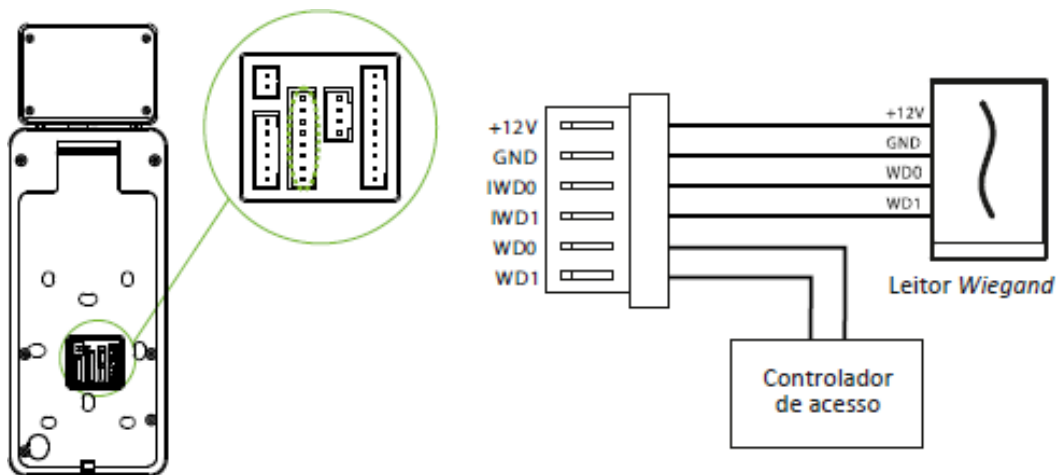 +12V
GND
IWD0
IWD1
WD0
WD1
+12V
GND
WD0
WD1
Leitor Wiegand
Controlador
de acesso